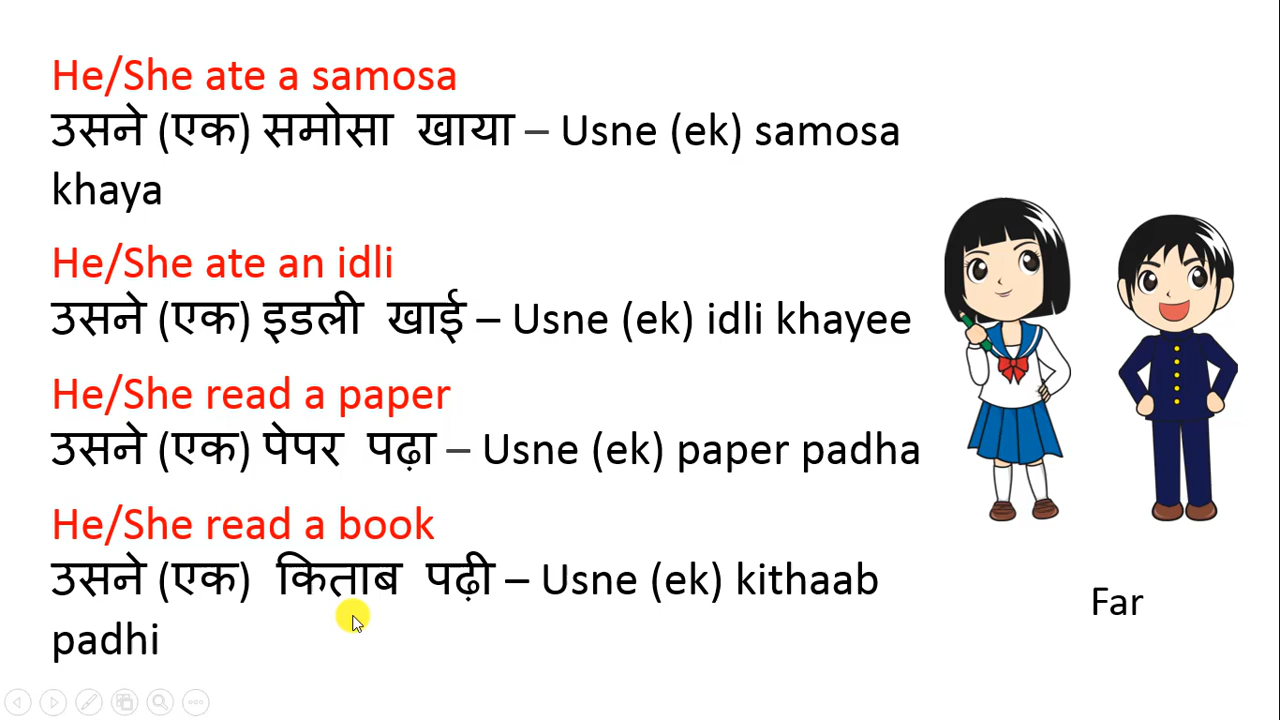 He/She ate a samosa
उसने (एक) समोसा खाया – Usne (ek) samosa
khaya
He/She ate an idli
उसने (एक) इडली खाई – Usne (ek) idli khayee
He/She read a paper
उसने (एक) पेपर पढ़ा – Usne (ek) paper padha
He/She read a book
उसने (एक) किताब पढ़ी – Usne (ek) kithaab
padhi
Far